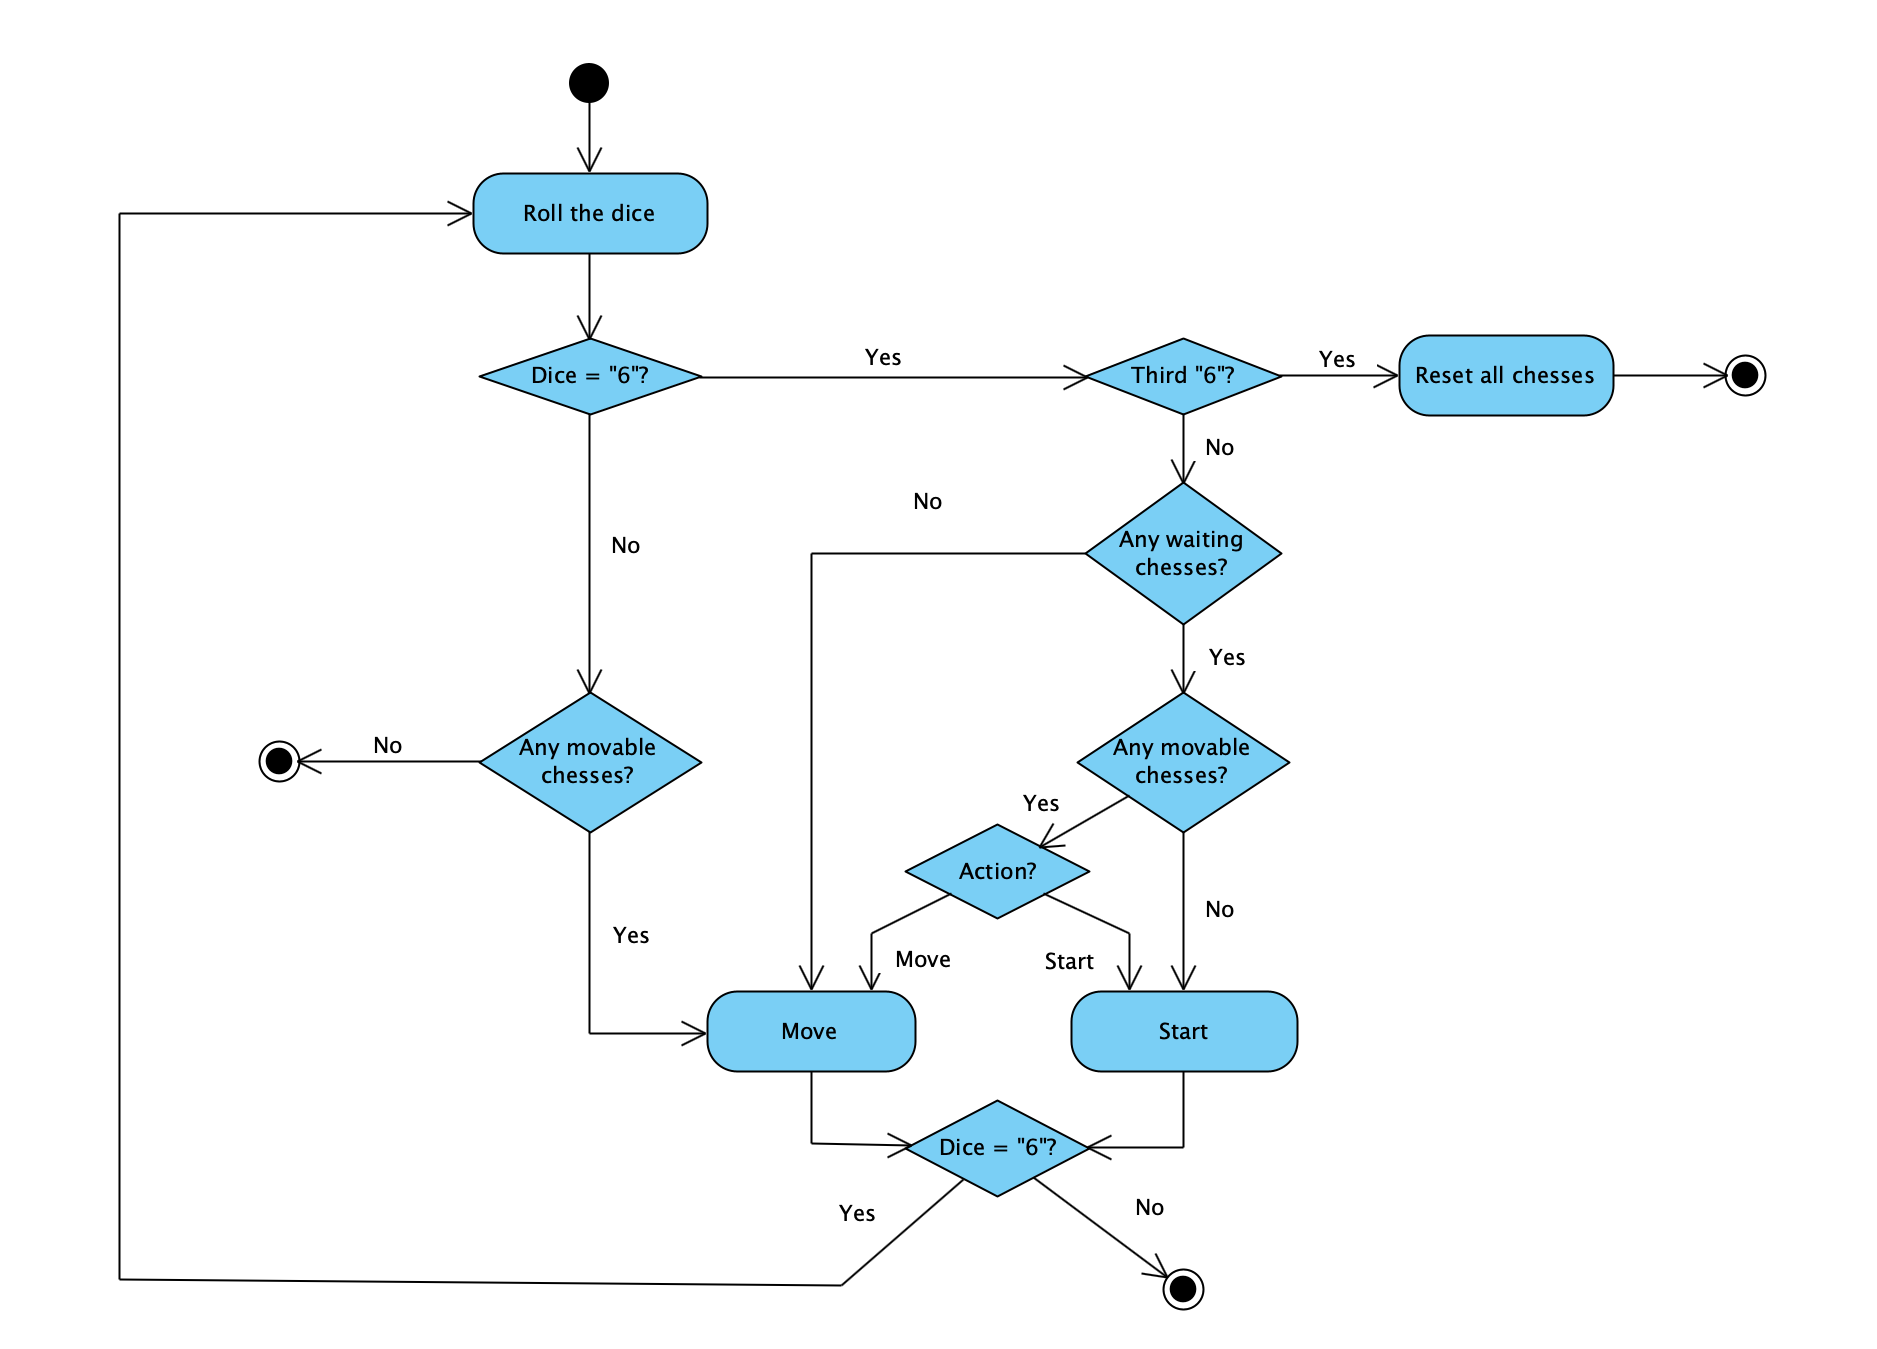 Roll the dice
Dice = "6"?
Yes
Third "6"?
Yes
Reset all chesses
No
No
Any waiting
chesses?
No
Yes
Any movable
chesses?
No
Any movable
chesses?
Yes
Action?
No
Yes
Move
Start
Move
Start
Dice = "6"?
Yes
No